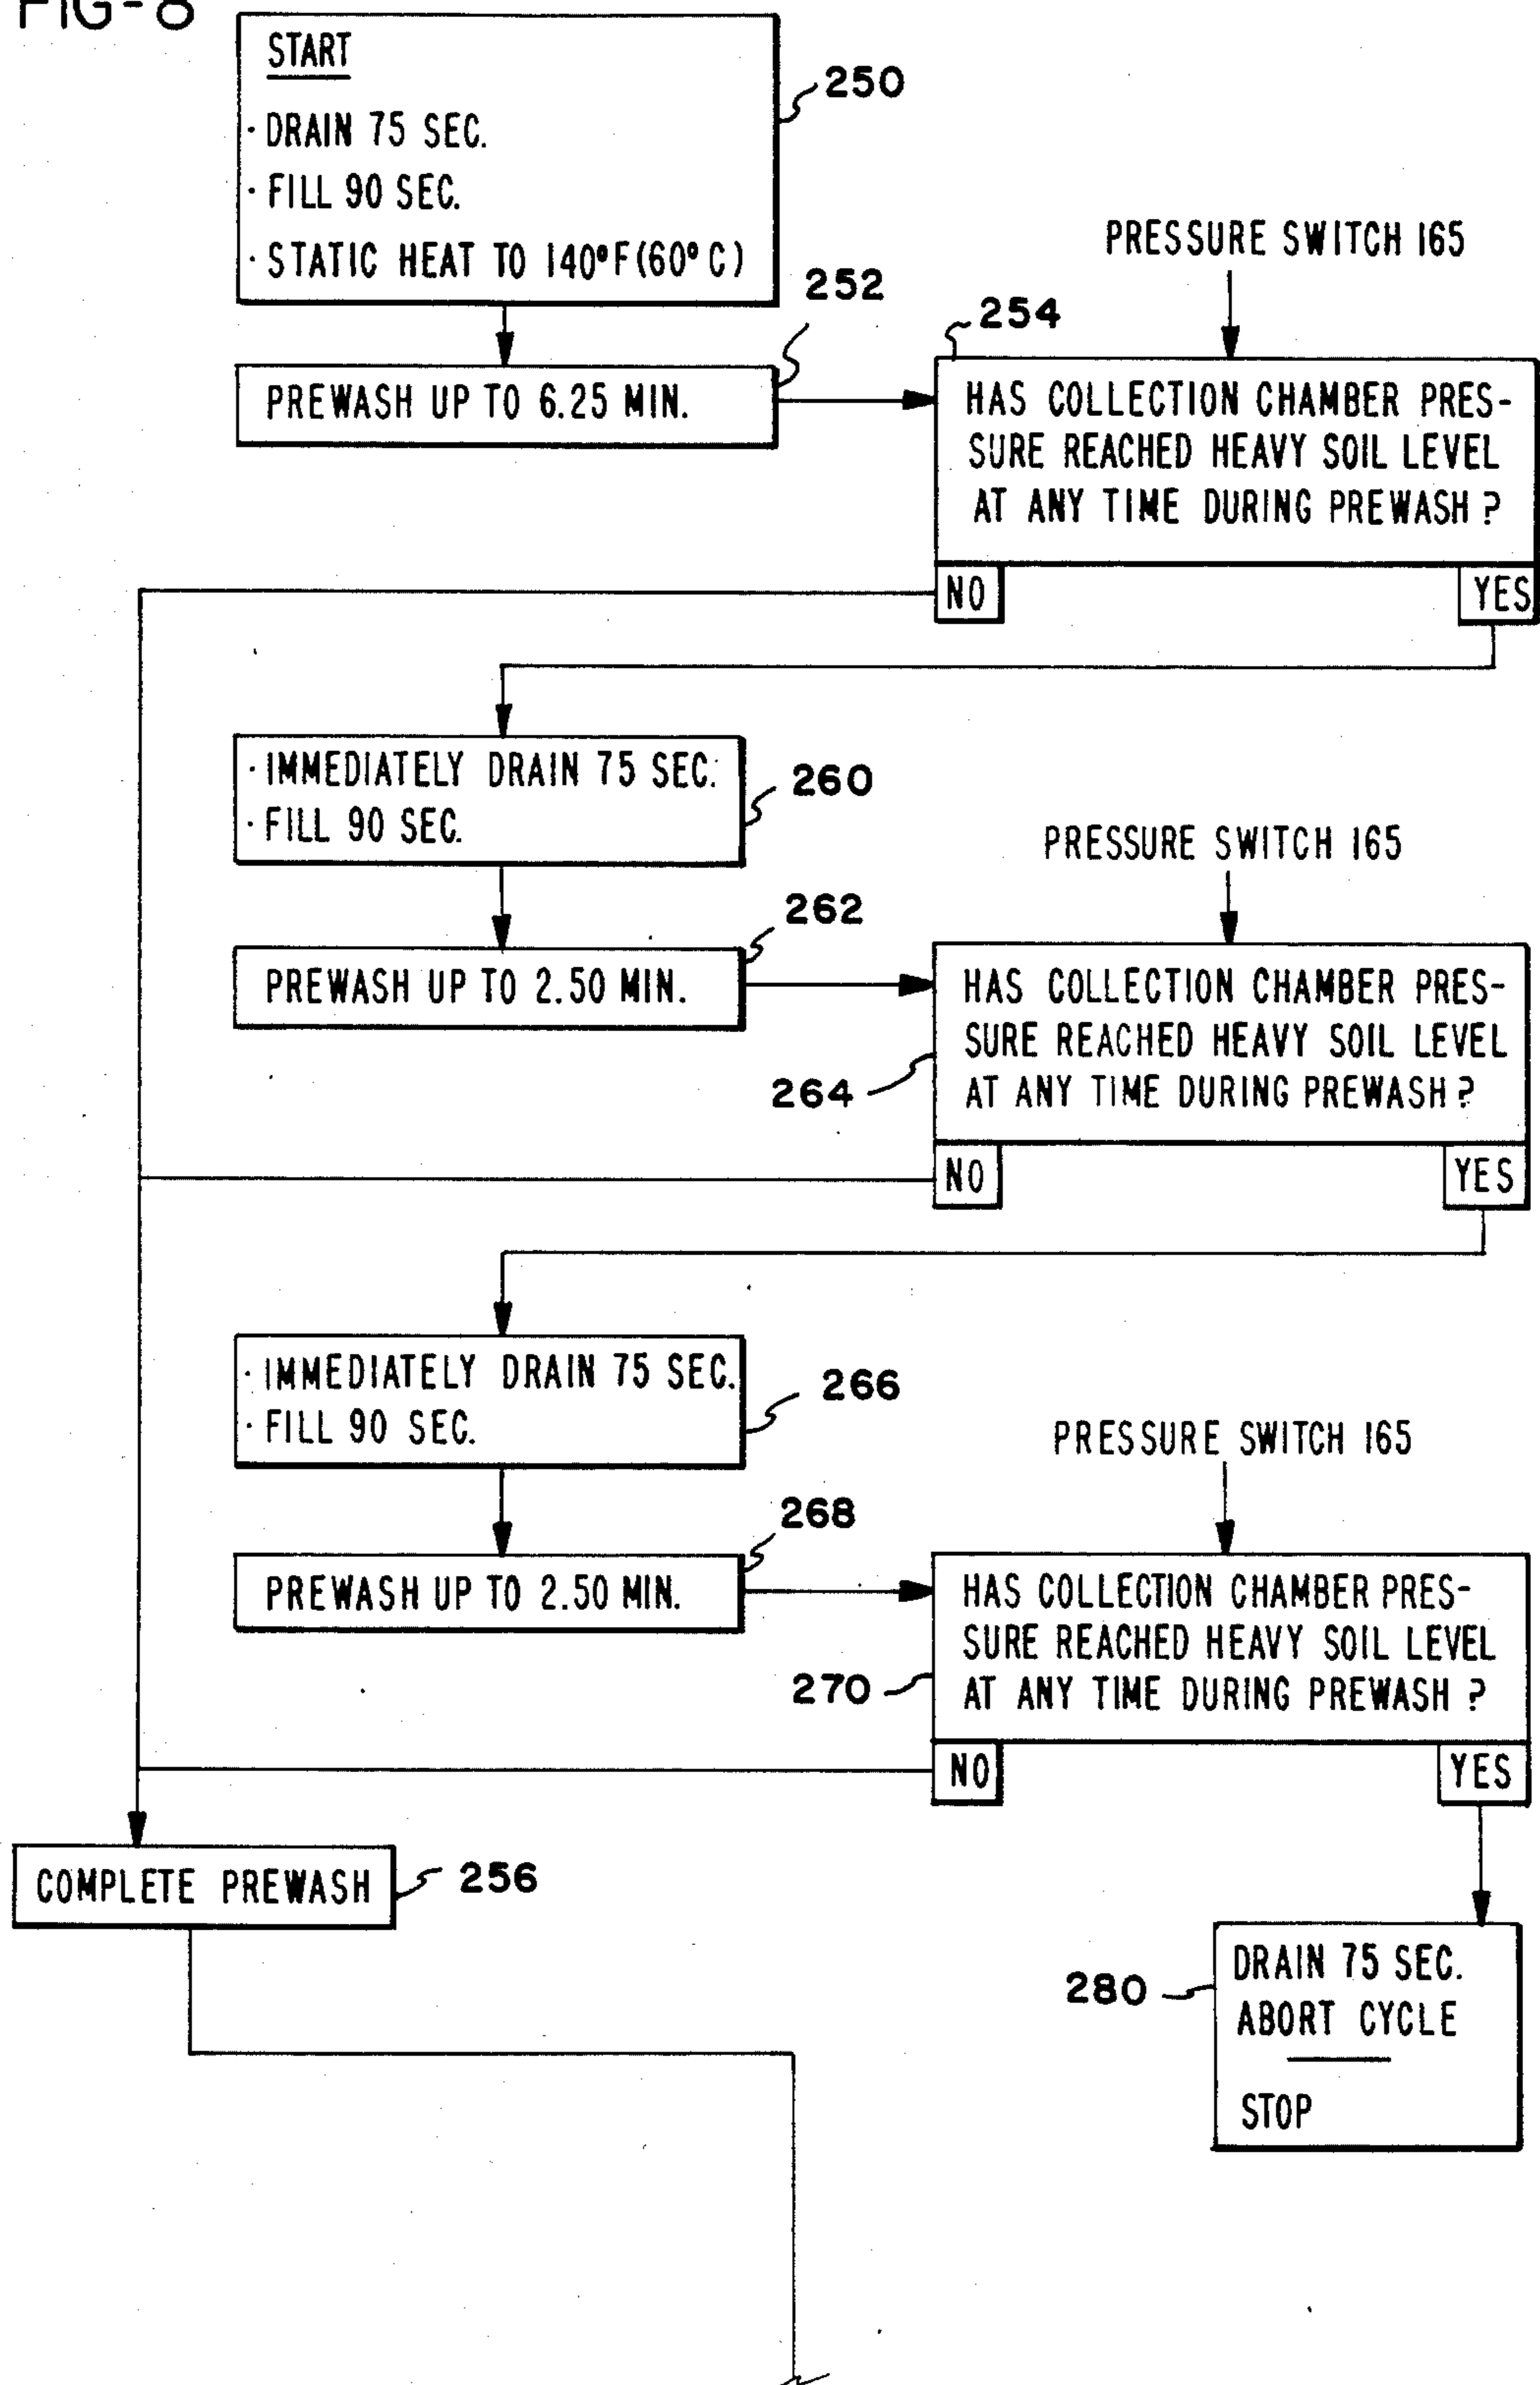 FIG-8
START
· DRAIN 75 SEC.
· FILL 90 SEC.
· STATIC HEAT TO 140°F(60°C)
250
252
PREWASH UP TO 6.25 MIN.
PRESSURE SWITCH 165
254
HAS COLLECTION CHAMBER PRES-
SURE REACHED HEAVY SOIL LEVEL
AT ANY TIME DURING PREWASH?
NO
YES
· IMMEDIATELY DRAIN 75 SEC.
· FILL 90 SEC.
260
262
PREWASH UP TO 2.50 MIN.
PRESSURE SWITCH 165
HAS COLLECTION CHAMBER PRES-
SURE REACHED HEAVY SOIL LEVEL
AT ANY TIME DURING PREWASH?
264
NO
YES
· IMMEDIATELY DRAIN 75 SEC.
· FILL 90 SEC.
266
268
PREWASH UP TO 2.50 MIN.
PRESSURE SWITCH 165
HAS COLLECTION CHAMBER PRES-
SURE REACHED HEAVY SOIL LEVEL
AT ANY TIME DURING PREWASH?
270
NO
YES
COMPLETE PREWASH
256
280
DRAIN 75 SEC.
ABORT CYCLE
STOP